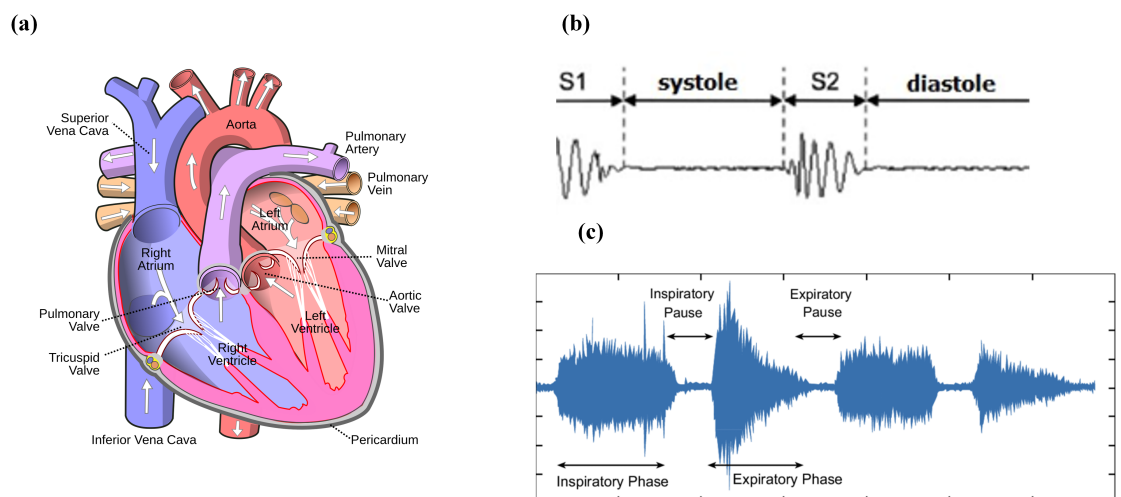 (a)
Superior
Vena Cava
Aorta
Pulmonary
Artery
Pulmonary
Vein
Left
Atrium
Right
Atrium
Mitral
Valve
Aortic
Valve
Pulmonary
Valve
Left
Ventricle
Tricuspid
Valve
Right
Ventricle
Inferior Vena Cava
Pericardium
(b)
S1
systole
S2
diastole
(c)
Inspiratory
Pause
Expiratory
Pause
Inspiratory Phase
Expiratory Phase